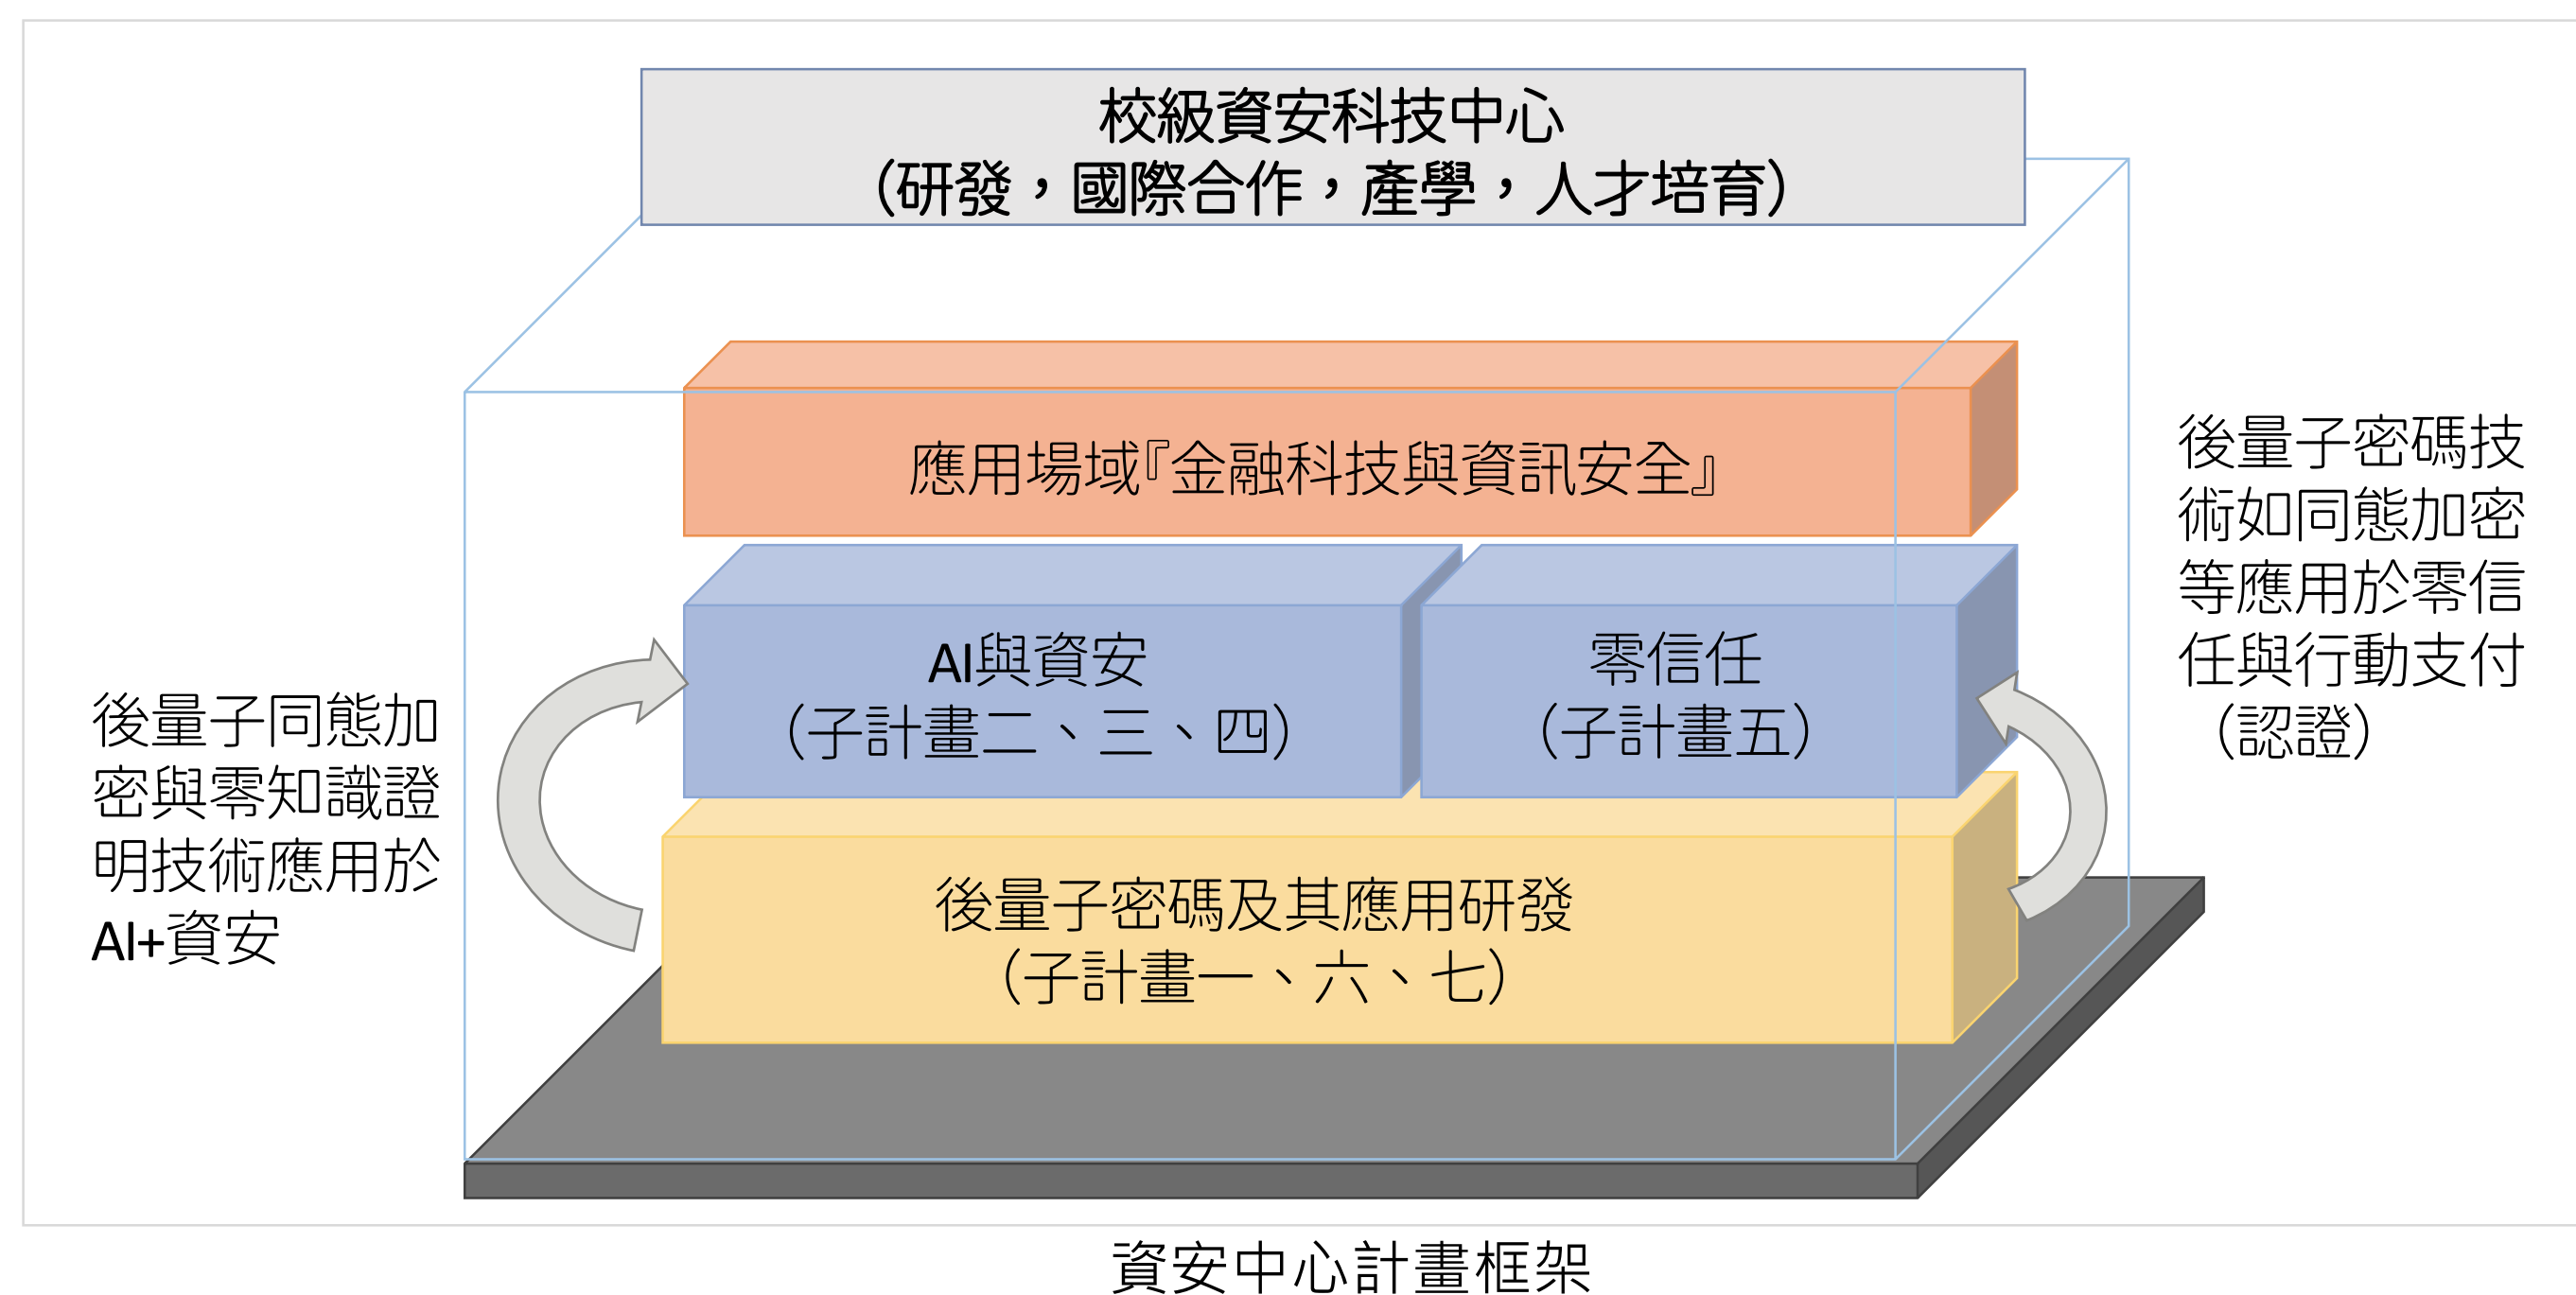 校級資安科技中心
（研發，國際合作，產學，人才培育）
應用場域『金融科技與資訊安全』
AI與資安
（子計畫二、三、四）
零信任
（子計畫五）
後量子密碼及其應用研發
（子計畫一、六、七）
後量子同態加
密與零知識證
明技術應用於
AI+資安
後量子密碼技
術如同態加密
等應用於零信
任與行動支付
（認證）
資安中心計畫框架